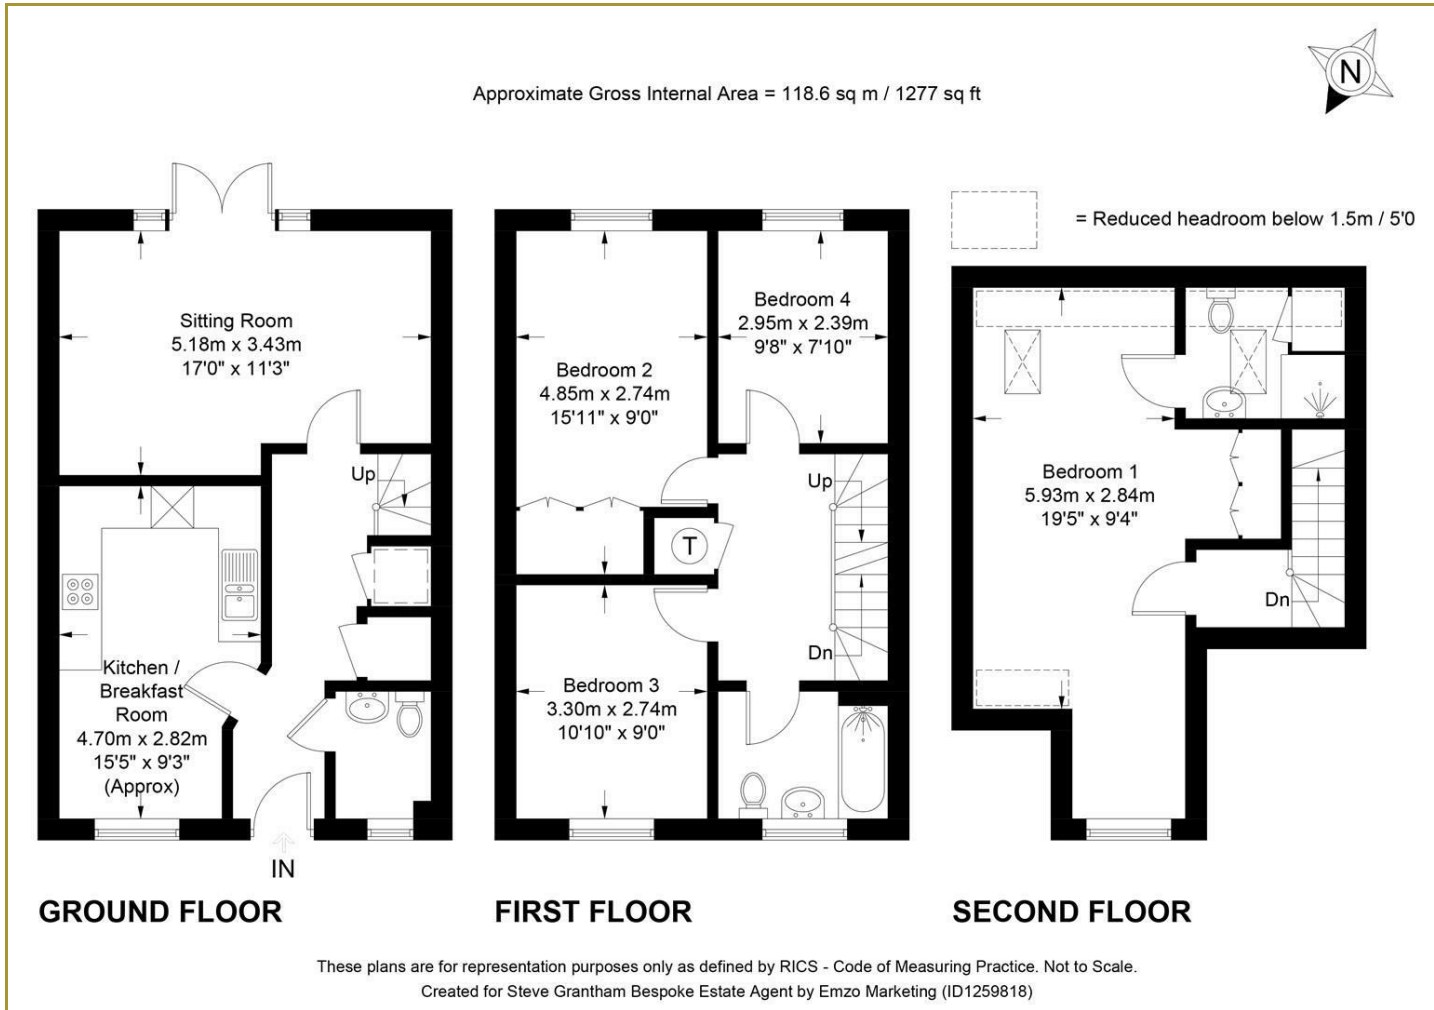 N
Approximate Gross Internal Area = 118.6 sq m / 1277 sq ft
= Reduced headroom below 1.5m / 5'0
Sitting Room
5.18m x 3.43m
17'0" x 11'3"
Up
Kitchen /
Breakfast
Room
4.70m x 2.82m
15'5" x 9'3"
(Approx)
IN
GROUND FLOOR
Bedroom 4
2.95m x 2.39m
9'8" x 7'10"
Bedroom 2
4.85m x 2.74m
15'11" x 9'0"
Up
T
Dn
Bedroom 3
3.30m x 2.74m
10'10" x 9'0"
FIRST FLOOR
Bedroom 1
5.93m x 2.84m
19'5" x 9'4"
Dn
SECOND FLOOR
These plans are for representation purposes only as defined by RICS - Code of Measuring Practice. Not to Scale.
Created for Steve Grantham Bespoke Estate Agent by Emzo Marketing (ID1259818)